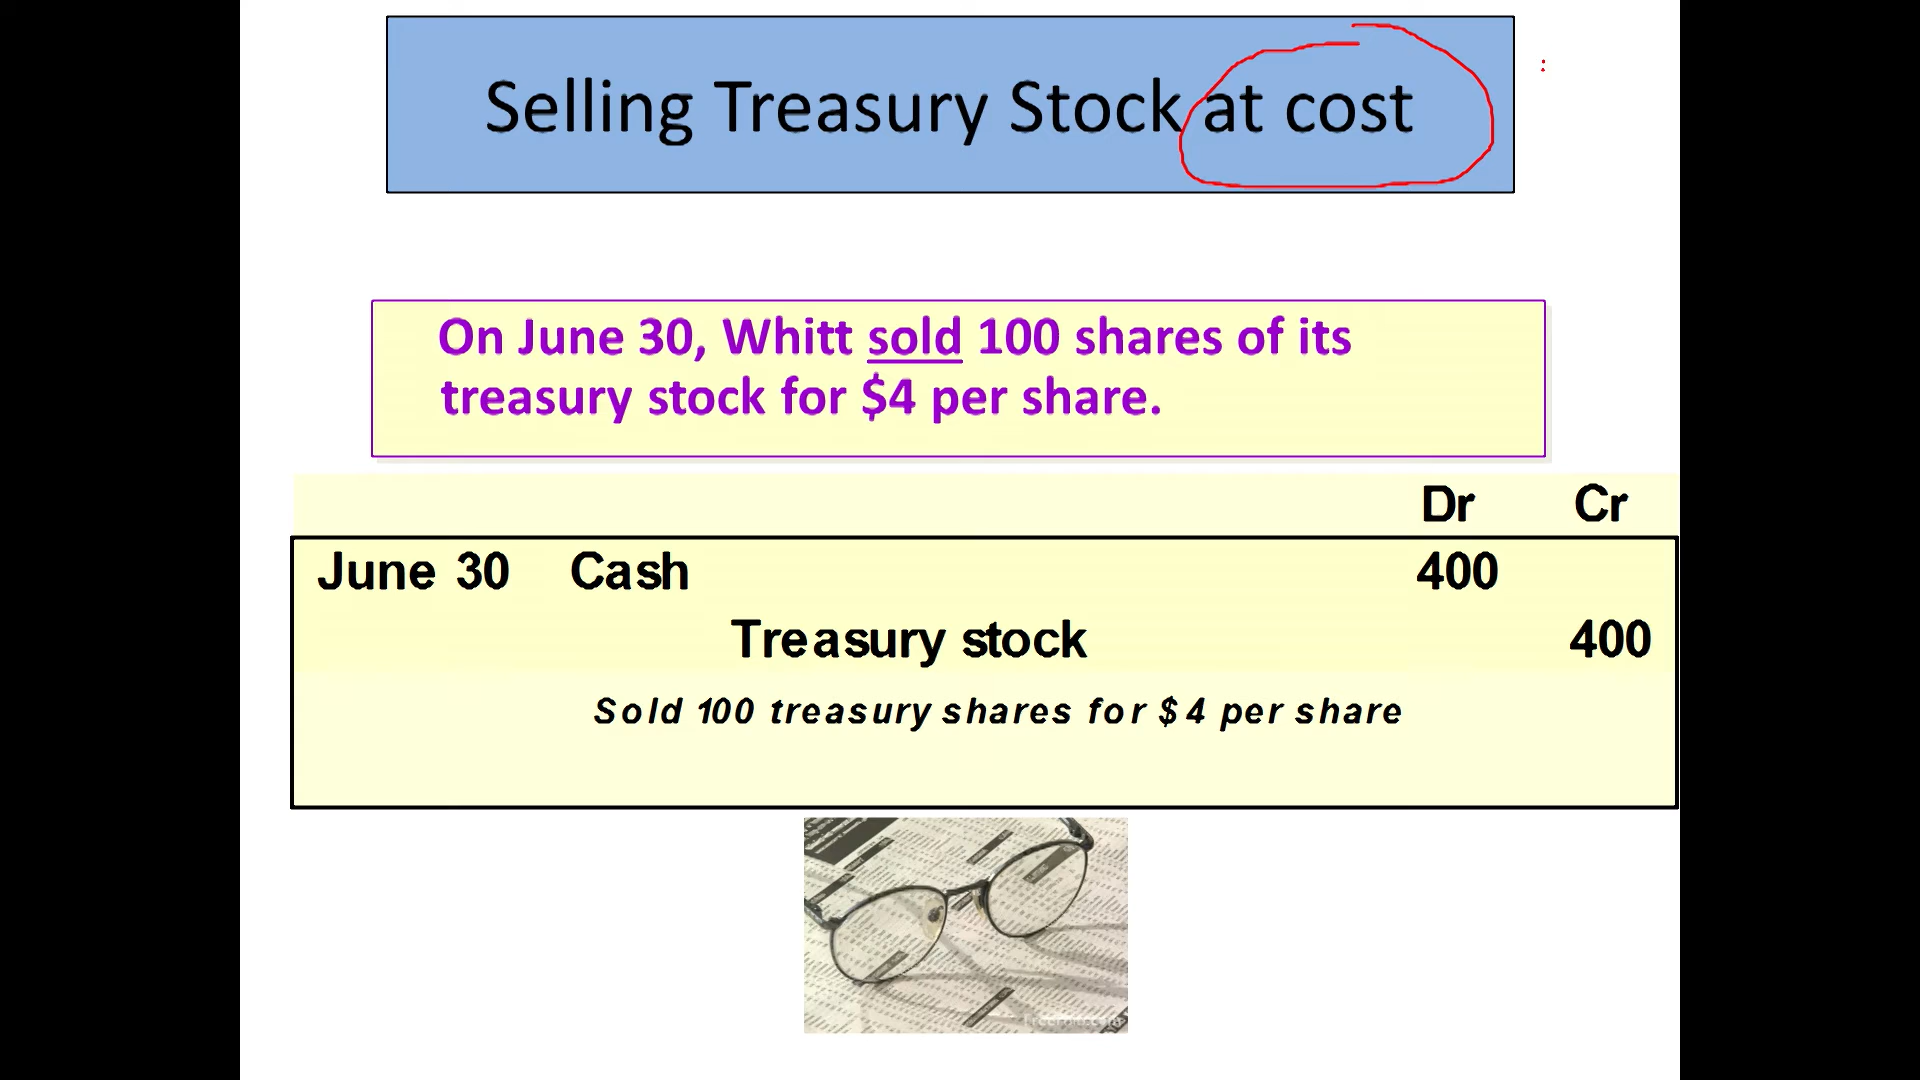 Selling Treasury Stock at cost
On June 30, Whitt sold 100 shares of its
treasury stock for $4 per share.
Dr Cr
June 30 Cash 400
Treasury stock 400
Sold 100 treasury shares for $4 per share